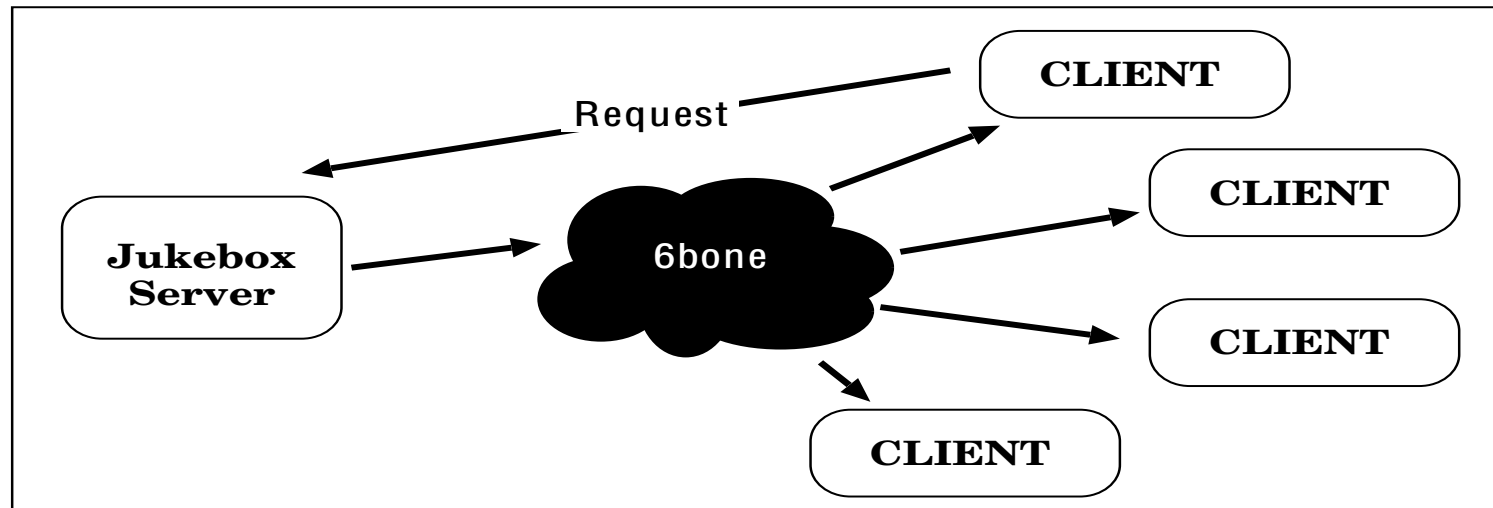 CLIENT
Request
CLIENT
Jukebox
Server
6bone
CLIENT
CLIENT